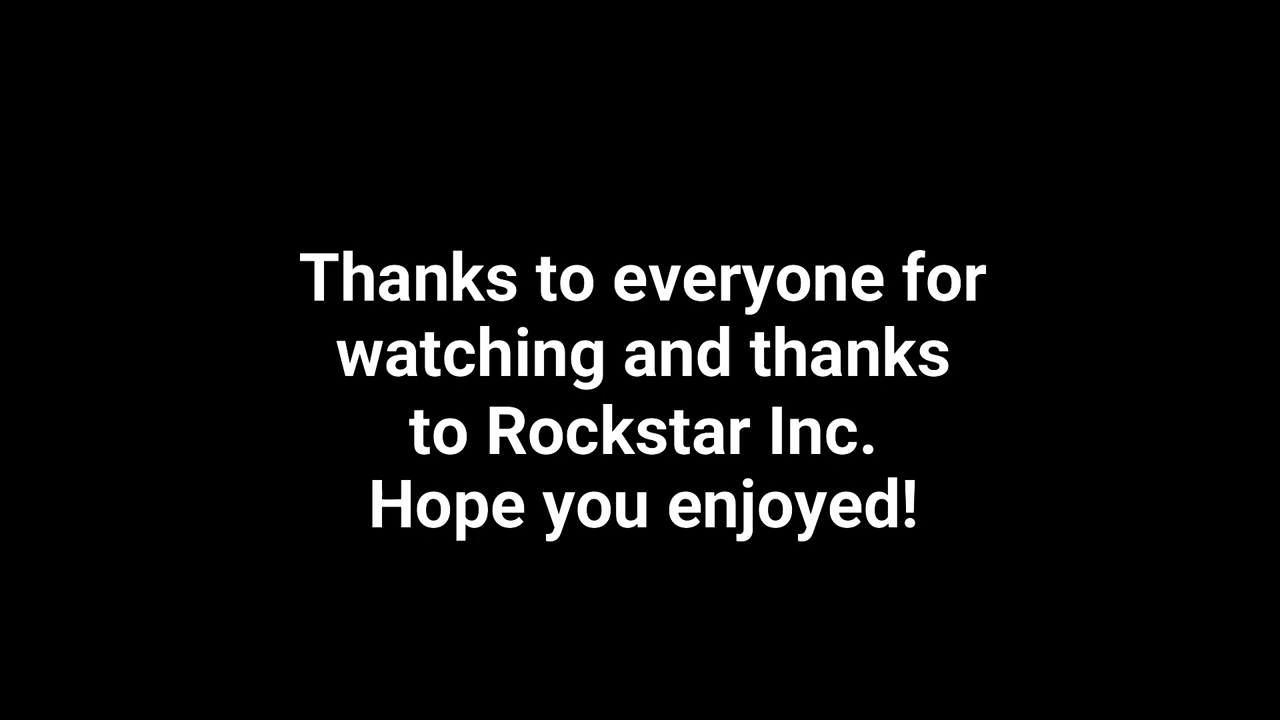 Thanks to everyone for
watching and thanks
to Rockstar Inc.
Hope you enjoyed!